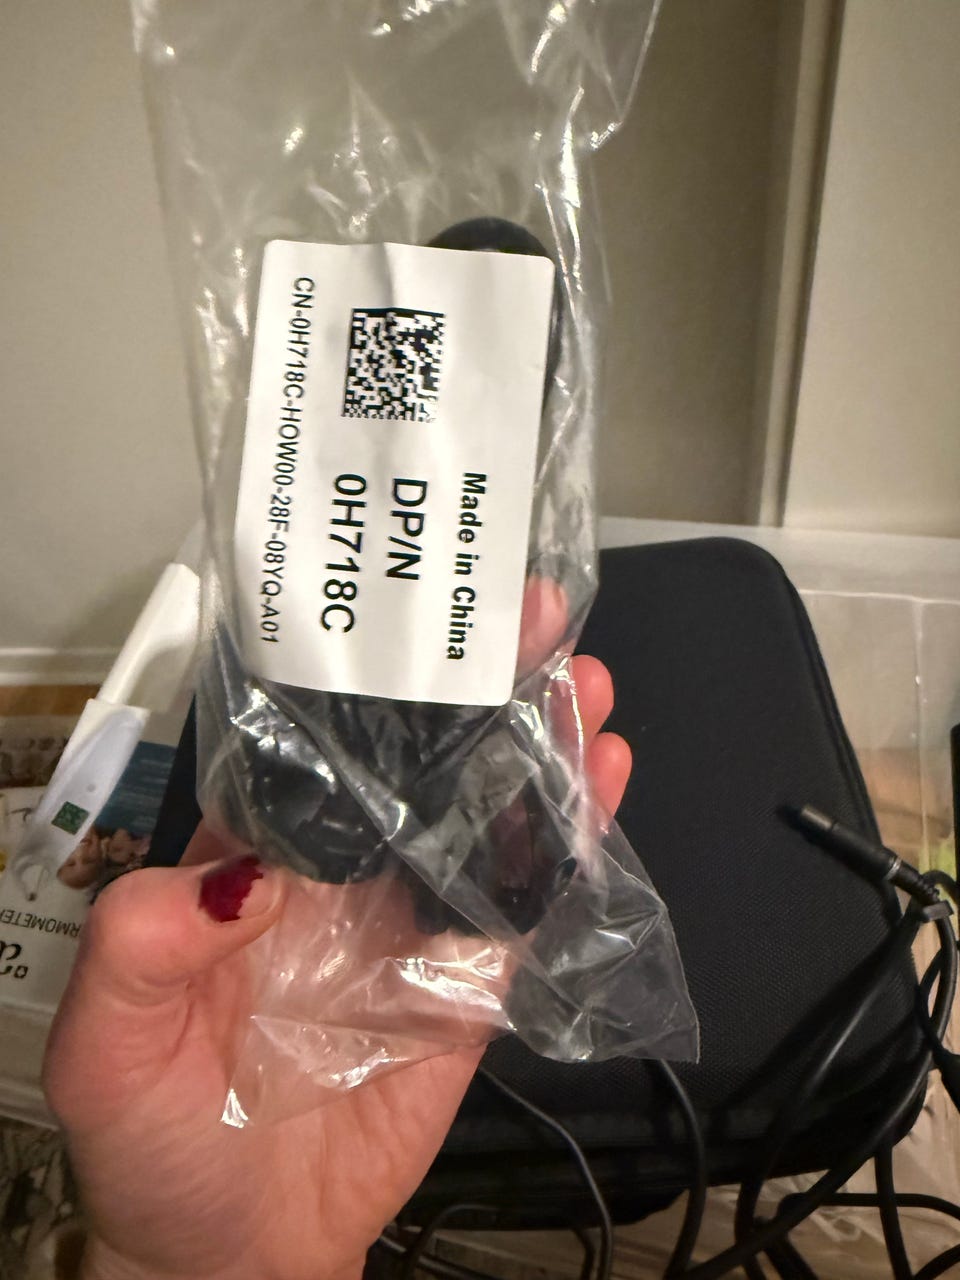 Made in China
DP/N
0H718C
CN-0H718C-HOW00-28F-08YQ-A01